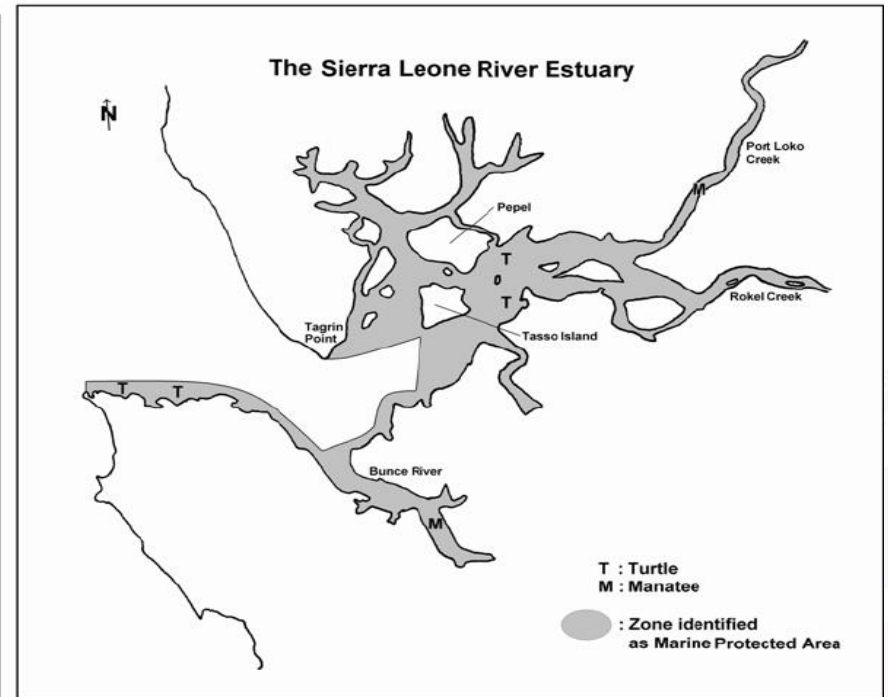 The Sierra Leone River Estuary
N
Port Loko
Creek
M
Pepel
T
Rokel Creek
T
Tasso Island
Tagrin
Point
T T
Bunce River
M
T : Turtle
M : Manatee
: Zone identified
as Marine Protected Area